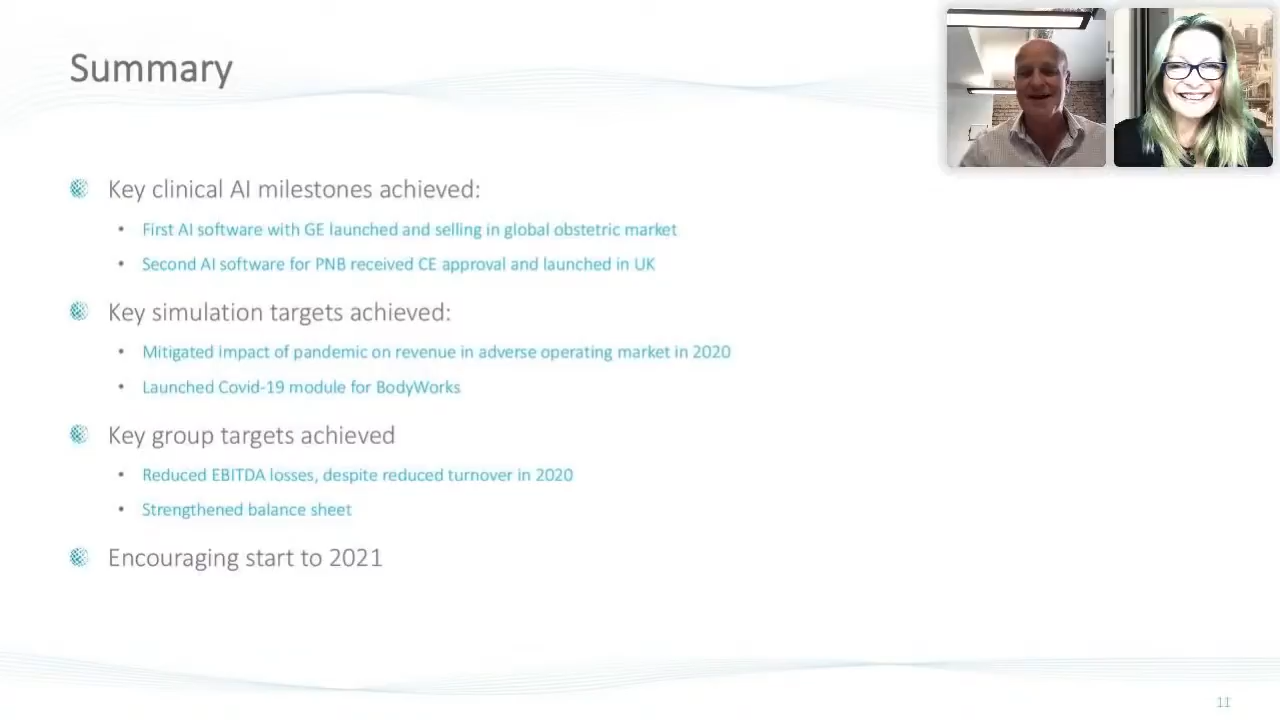 Summary
Key clinical AI milestones achieved:
• First AI software with GE launched and selling in global obstetric market
• Second AI software for PNB received CE approval and launched in UK
Key simulation targets achieved:
• Mitigated impact of pandemic on revenue in adverse operating market in 2020
• Launched Covid-19 module for BodyWorks
Key group targets achieved
• Reduced EBITDA losses, despite reduced turnover in 2020
• Strengthened balance sheet
Encouraging start to 2021
11